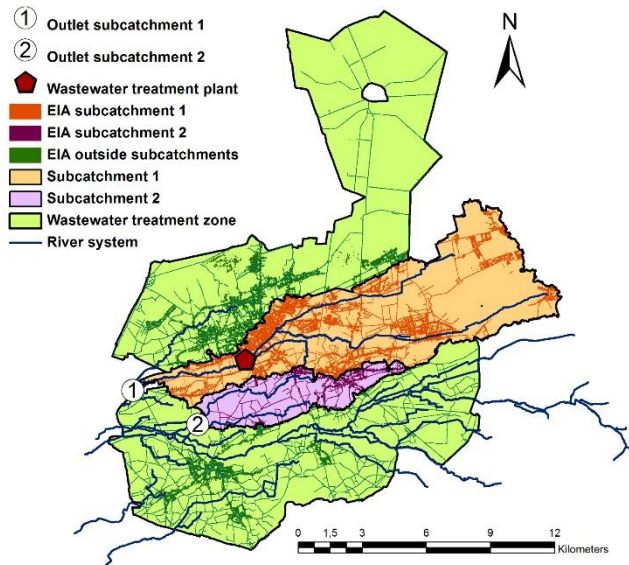 1 Outlet subcatchment 1
2 Outlet subcatchment 2
Wastewater treatment plant
EIA subcatchment 1
EIA subcatchment 2
EIA outside subcatchments
Subcatchment 1
Subcatchment 2
Wastewater treatment zone
River system
N
1
2
0 1,5 3 6 9 12
Kilometers